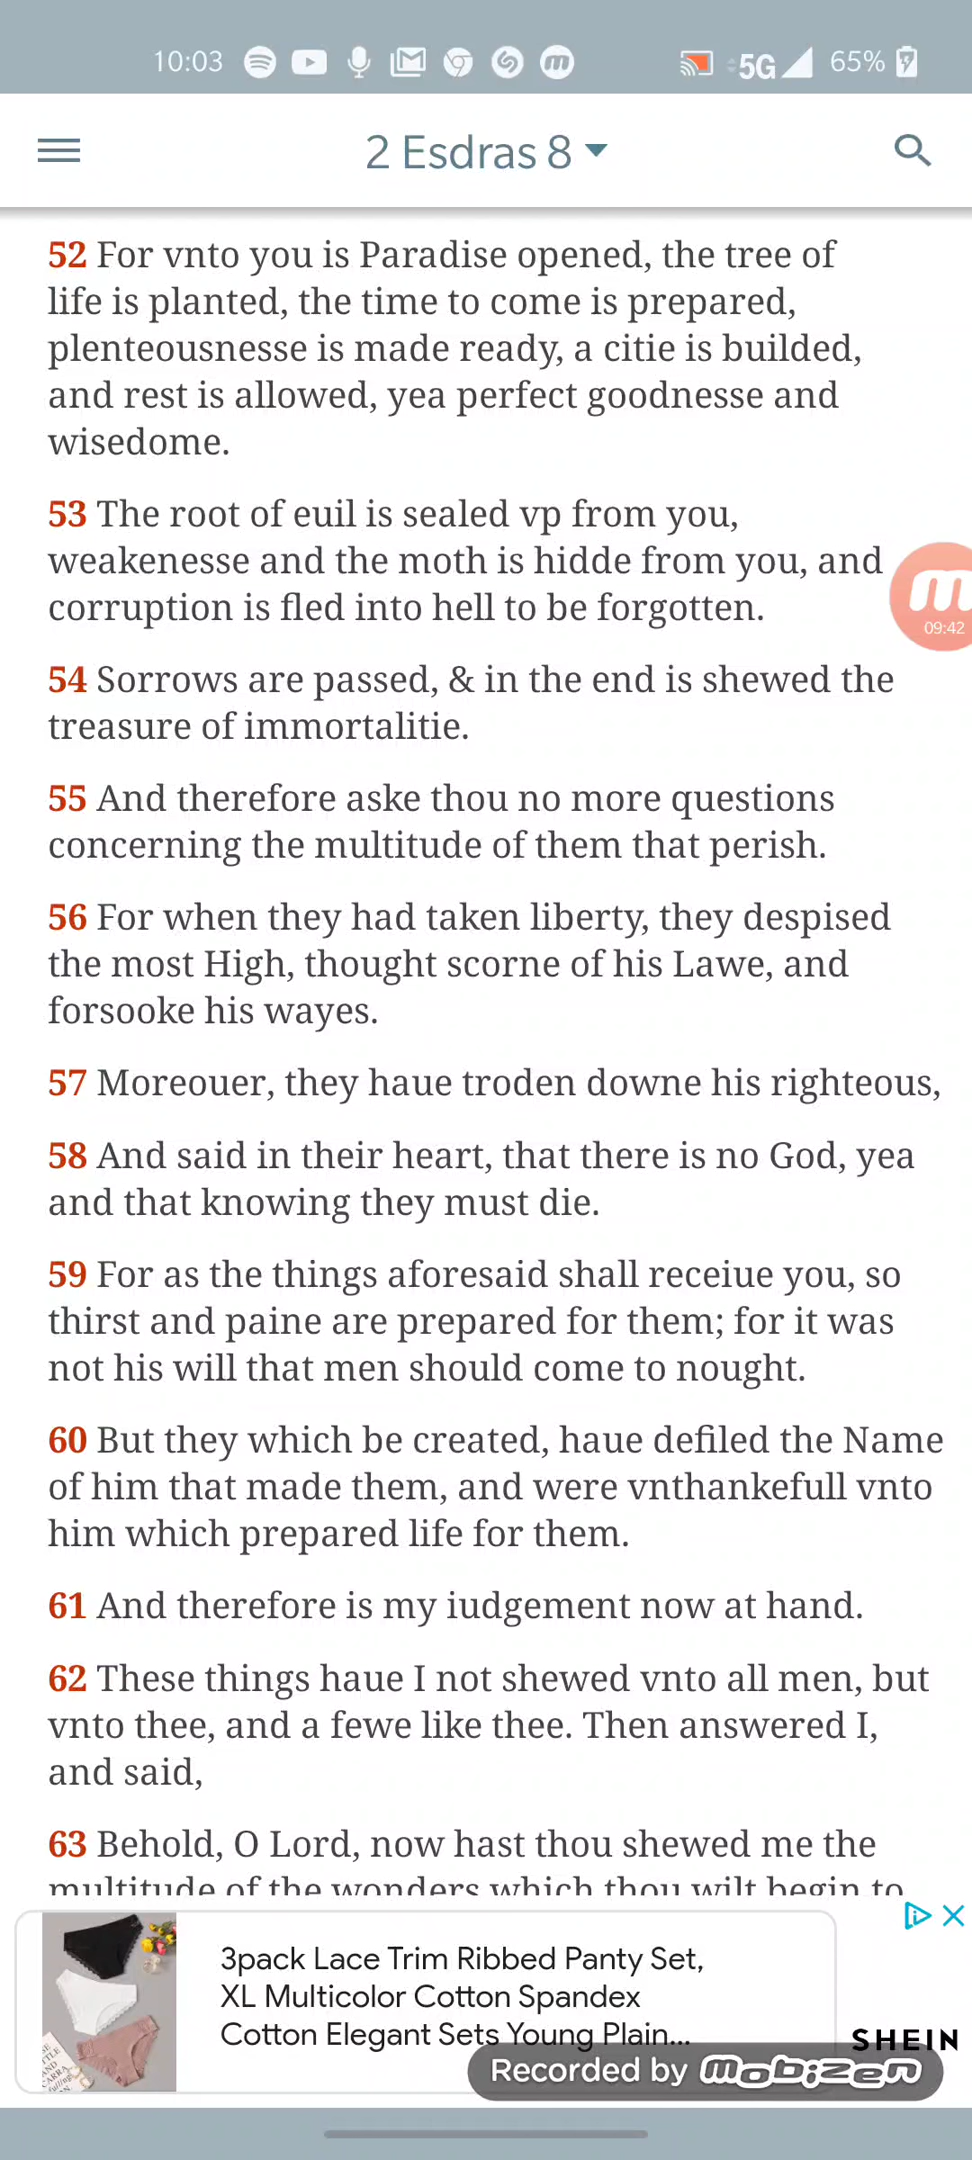 10:03
5G
65%
2 Esdras 8
52 For vnto you is Paradise opened, the tree of
life is planted, the time to come is prepared,
plenteousnesse is made ready, a citie is builded,
and rest is allowed, yea perfect goodnesse and
wisedome.
53 The root of euil is sealed vp from you,
weakenesse and the moth is hidde from you, and
corruption is fled into hell to be forgotten.
09:42
54 Sorrows are passed, & in the end is shewed the
treasure of immortalitie.
55 And therefore aske thou no more questions
concerning the multitude of them that perish.
56 For when they had taken liberty, they despised
the most High, thought scorne of his Lawe, and
forsooke his wayes.
57 Moreouer, they haue troden downe his righteous,
58 And said in their heart, that there is no God, yea
and that knowing they must die.
59 For as the things aforesaid shall receiue you, so
thirst and paine are prepared for them; for it was
not his will that men should come to nought.
60 But they which be created, haue defiled the Name
of him that made them, and were vnthankefull vnto
him which prepared life for them.
61 And therefore is my iudgement now at hand.
62 These things haue I not shewed vnto all men, but
vnto thee, and a fewe like thee. Then answered I,
and said,
63 Behold, O Lord, now hast thou shewed me the
multitude of the wonders which thou wilt begin to
3pack Lace Trim Ribbed Panty Set,
XL Multicolor Cotton Spandex
Cotton Elegant Sets Young Plain...
SHEIN
Recorded by mobizen